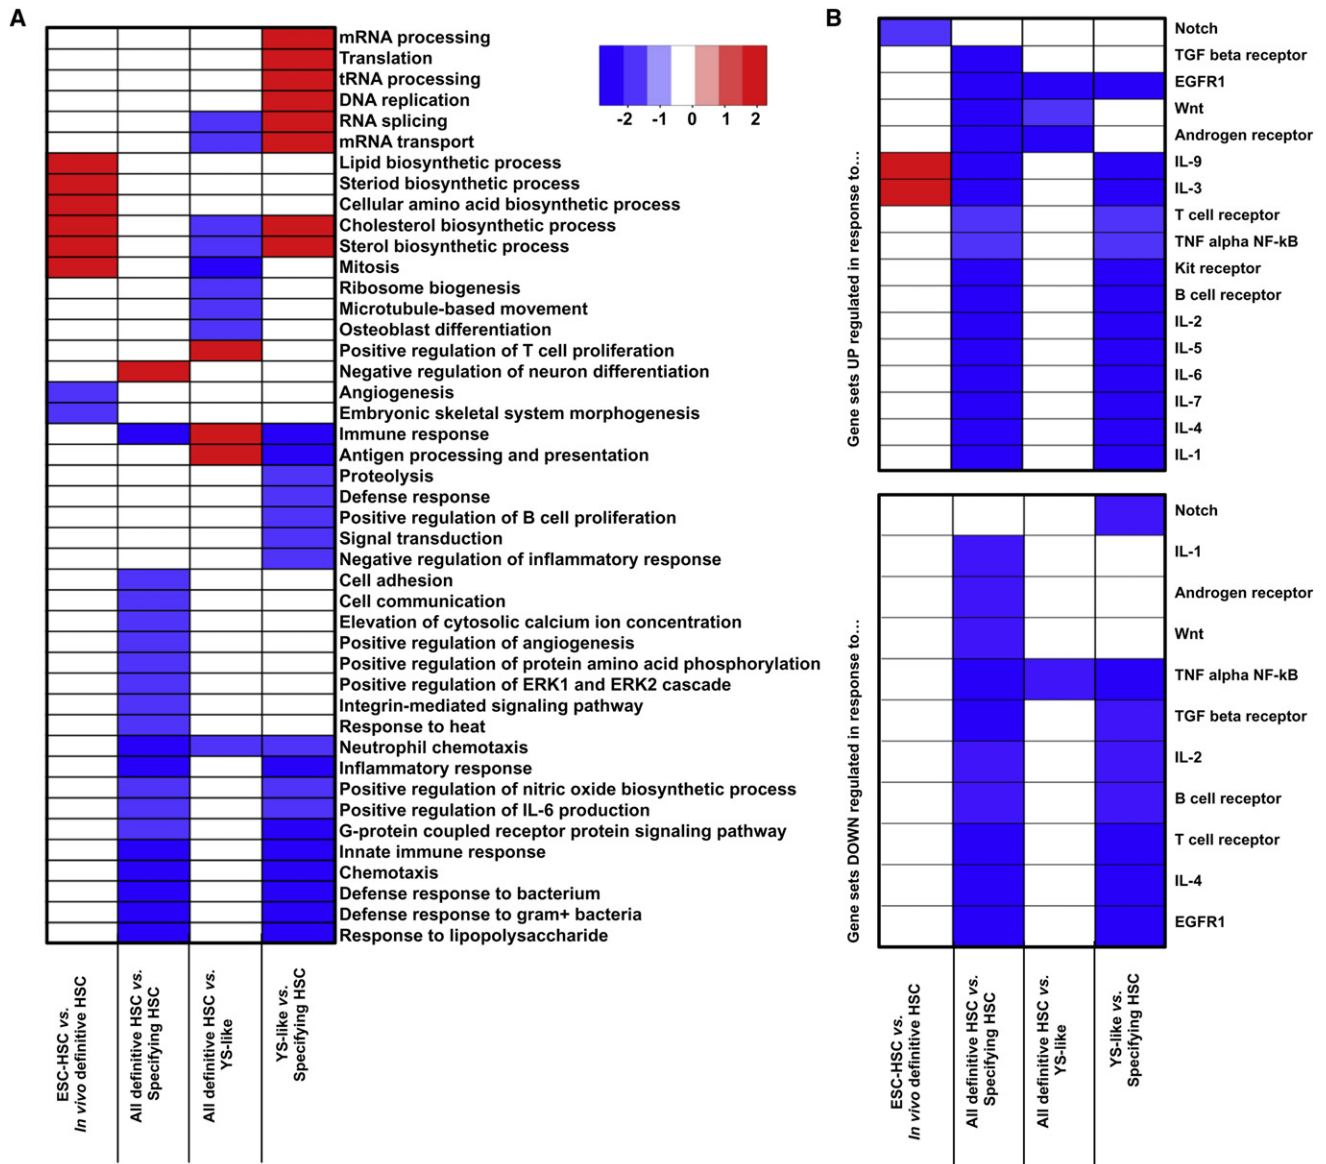 A
mRNA processing
Translation
tRNA processing
DNA replication
RNA splicing
mRNA transport
Lipid biosynthetic process
Steriod biosynthetic process
Cellular amino acid biosynthetic process
Cholesterol biosynthetic process
Sterol biosynthetic process
Mitosis
Ribosome biogenesis
Microtubule-based movement
Osteoblast differentiation
Positive regulation of T cell proliferation
Negative regulation of neuron differentiation
Angiogenesis
Embryonic skeletal system morphogenesis
Immune response
Antigen processing and presentation
Proteolysis
Defense response
Positive regulation of B cell proliferation
Signal transduction
Negative regulation of inflammatory response
Cell adhesion
Cell communication
Elevation of cytosolic calcium ion concentration
Positive regulation of angiogenesis
Positive regulation of protein amino acid phosphorylation
Positive regulation of ERK1 and ERK2 cascade
Integrin-mediated signaling pathway
Response to heat
Neutrophil chemotaxis
Inflammatory response
Positive regulation of nitric oxide biosynthetic process
Positive regulation of IL-6 production
G-protein coupled receptor protein signaling pathway
Innate immune response
Chemotaxis
Defense response to bacterium
Defense response to gram+ bacteria
Response to lipopolysaccharide
-2 -1 0 1 2
ESC-HSC vs.
In vivo definitive HSC
All definitive HSC vs.
Specifying HSC
All definitive HSC vs.
YS-like
YS-like vs.
Specifying HSC
B
Gene sets UP regulated in response to...
Notch
TGF beta receptor
EGFR1
Wnt
Androgen receptor
IL-9
IL-3
T cell receptor
TNF alpha NF-kB
Kit receptor
B cell receptor
IL-2
IL-5
IL-6
IL-7
IL-4
IL-1
Gene sets DOWN regulated in response to...
Notch
IL-1
Androgen receptor
Wnt
TNF alpha NF-kB
TGF beta receptor
IL-2
B cell receptor
T cell receptor
IL-4
EGFR1
ESC-HSC vs.
In vivo definitive HSC
All definitive HSC vs.
Specifying HSC
All definitive HSC vs.
YS-like
YS-like vs.
Specifying HSC